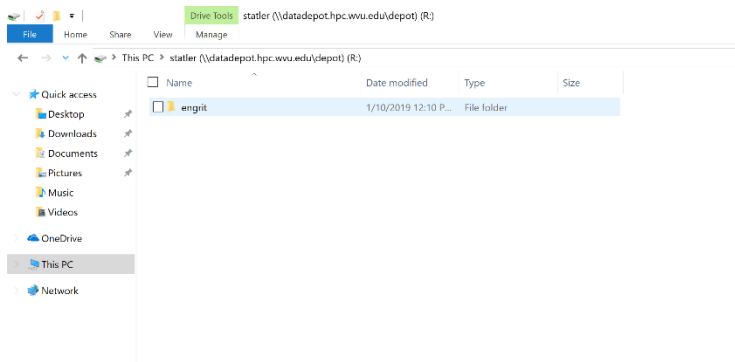 Drive Tools statler (\\datadepot.hpc.wvu.edu\depot) (R:)
File Home Share View Manage
This PC statler (\\datadepot.hpc.wvu.edu\depot) (R:)
Name Date modified Type Size
Quick access
engrit 1/10/2019 12:10 P... File folder
Desktop
Downloads
Documents
Pictures
Music
Videos
OneDrive
This PC
Network